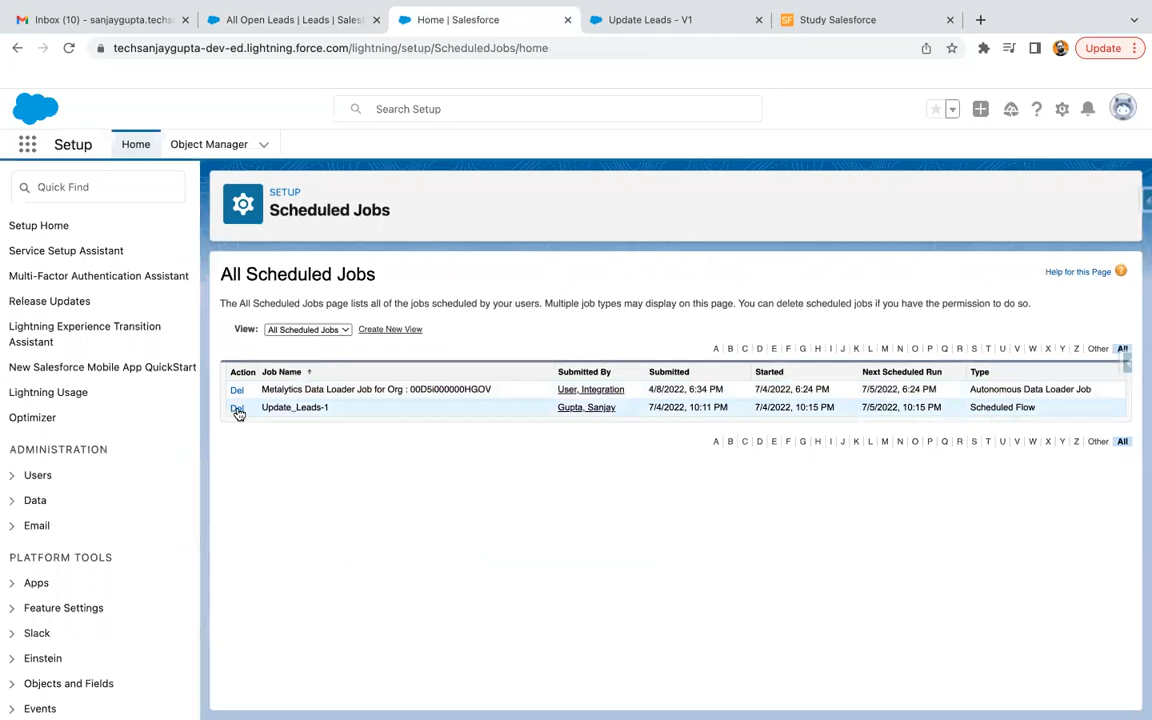 Inbox (10) - sanjaygupta.techs
All Open Leads | Leads | Sales
Home | Salesforce
Update Leads - V1
SF Study Salesforce
techsanjaygupta-dev-ed.lightning.force.com/lightning/setup/ScheduledJobs/home
Update
Search Setup
Setup Home Object Manager
Quick Find
Setup Home
Service Setup Assistant
Multi-Factor Authentication Assistant
Release Updates
Lightning Experience Transition
Assistant
New Salesforce Mobile App QuickStart
Lightning Usage
Optimizer
ADMINISTRATION
Users
Data
Email
PLATFORM TOOLS
Apps
Feature Settings
Slack
Einstein
Objects and Fields
Events
SETUP
Scheduled Jobs
All Scheduled Jobs
Help for this Page ?
The All Scheduled Jobs page lists all of the jobs scheduled by your users. Multiple job types may display on this page. You can delete scheduled jobs if you have the permission to do so.
View: All Scheduled Jobs Create New View
A B C D E F G H I J K L M N O P Q R S T U V W X Y Z Other All
Action Job Name Submitted By Submitted Started Next Scheduled Run Type
Del Metalytics Data Loader Job for Org : 00D5i000000HGOV User, Integration 4/8/2022, 6:34 PM 7/4/2022, 6:24 PM 7/5/2022, 6:24 PM Autonomous Data Loader Job
Del Update_Leads-1 Gupta, Sanjay 7/4/2022, 10:11 PM 7/4/2022, 10:15 PM 7/5/2022, 10:15 PM Scheduled Flow
A B C D E F G H I J K L M N O P Q R S T U V W X Y Z Other All